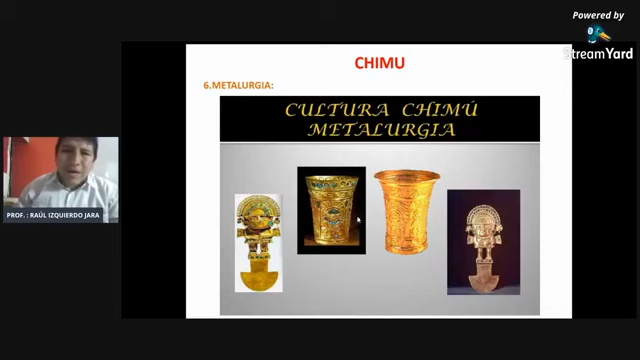 Powered by
StreamYard
CHIMU
6.METALURGIA:
CULTURA CHIMÚ
METALURGIA
PROF. : RAÚL IZQUIERDO JARA